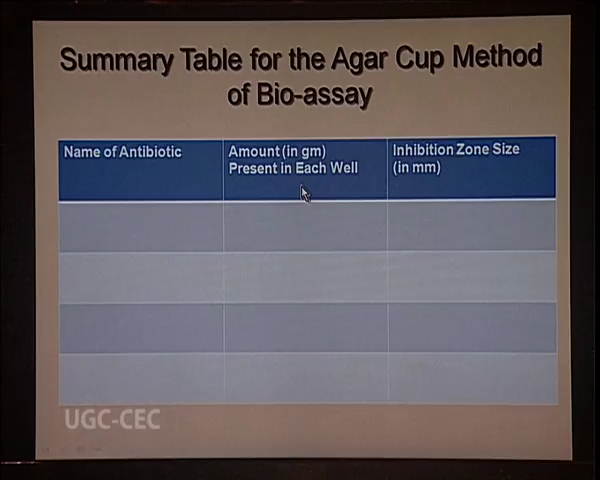 Summary Table for the Agar Cup Method
of Bio-assay
Name of Antibiotic
Amount (in gm)
Present in Each Well
Inhibition Zone Size
(in mm)
UGC-CEC